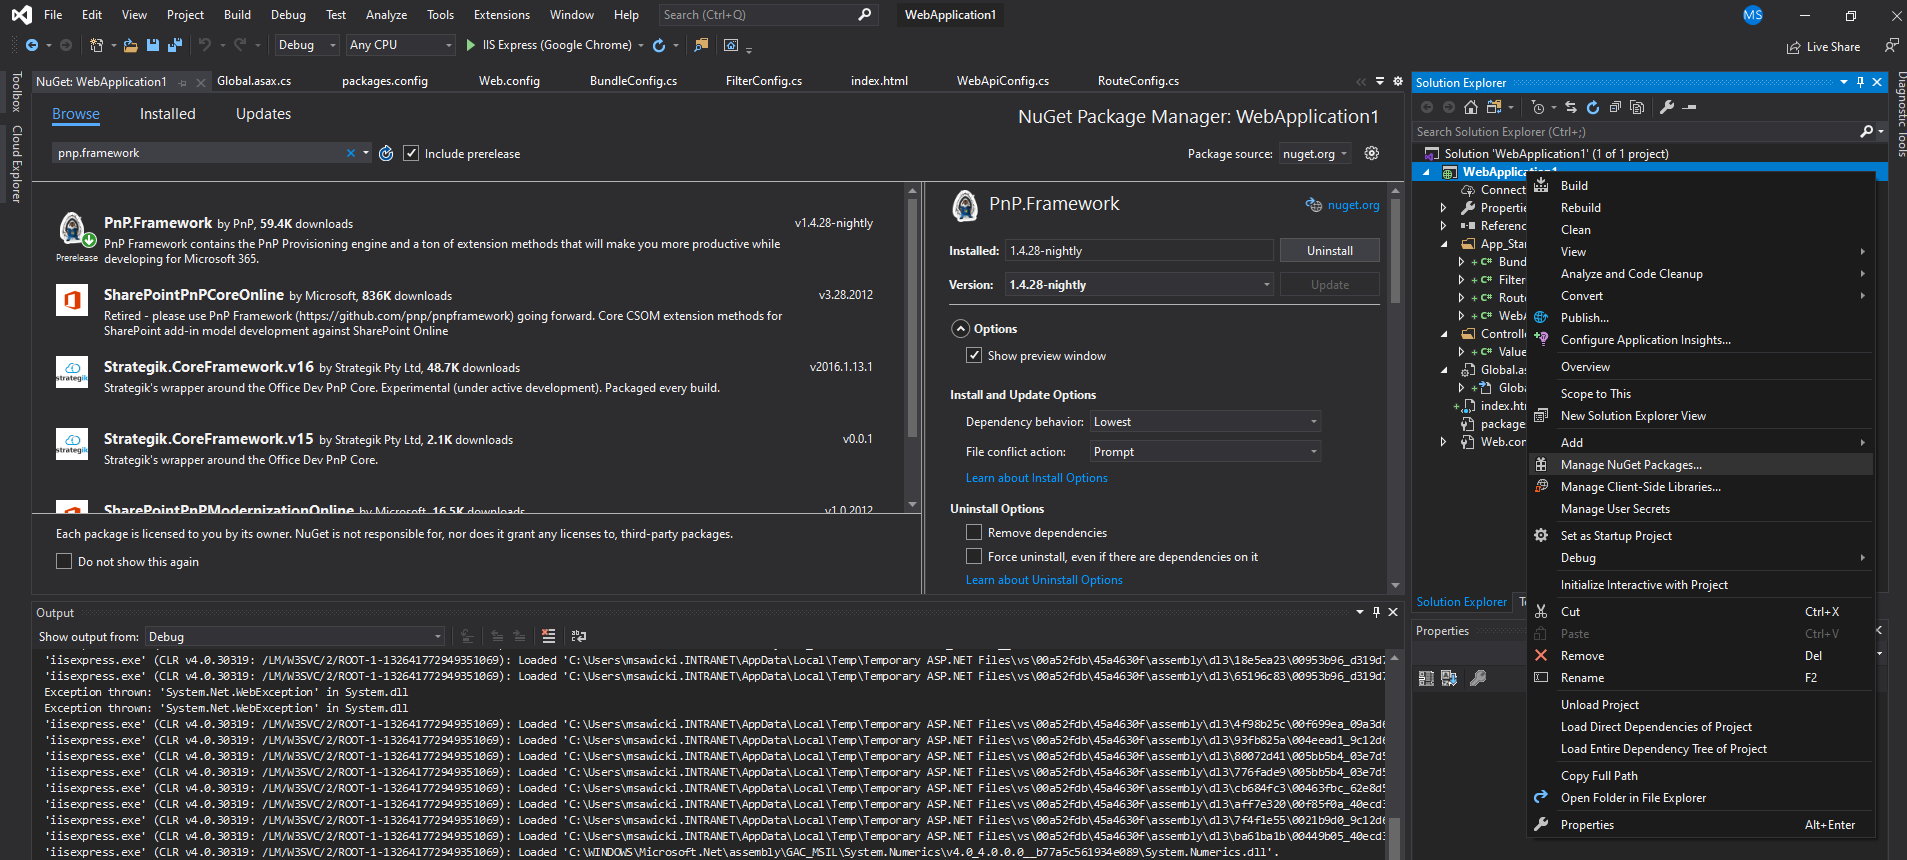 File Edit View Project Build Debug Test Analyze Tools Extensions Window Help Search (Ctrl+Q) WebApplication1 MS
Debug Any CPU IIS Express (Google Chrome) Live Share
Toolbox
Cloud Explorer
NuGet: WebApplication1 Global.asax.cs packages.config Web.config BundleConfig.cs FilterConfig.cs index.html WebApiConfig.cs RouteConfig.cs
Browse Installed Updates
NuGet Package Manager: WebApplication1
pnp.framework Include prerelease
Package source: nuget.org
PnP.Framework by PnP, 59.4K downloads v1.4.28-nightly
PnP Framework contains the PnP Provisioning engine and a ton of extension methods that will make you more productive while
developing for Microsoft 365.
Prerelease
SharePointPnPCoreOnline by Microsoft, 836K downloads v3.28.2012
Retired - please use PnP Framework (https://github.com/pnp/pnpframework) going forward. Core CSOM extension methods for
SharePoint add-in model development against SharePoint Online
Strategik.CoreFramework.v16 by Strategik Pty Ltd, 48.7K downloads v2016.1.13.1
strategik
Strategik's wrapper around the Office Dev PnP Core. Experimental (under active development). Packaged every build.
Strategik.CoreFramework.v15 by Strategik Pty Ltd, 2.1K downloads v0.0.1
strategik
Strategik's wrapper around the Office Dev PnP Core.
SharePointPnPModernizationOnline by Microsoft, 16.5K downloads v1.0.2012
Each package is licensed to you by its owner. NuGet is not responsible for, nor does it grant any licenses to, third-party packages.
Do not show this again
PnP.Framework nuget.org
Installed: 1.4.28-nightly Uninstall
Version: 1.4.28-nightly Update
Options
Show preview window
Install and Update Options
Dependency behavior: Lowest
File conflict action: Prompt
Learn about Install Options
Uninstall Options
Remove dependencies
Force uninstall, even if there are dependencies on it
Learn about Uninstall Options
Output
Show output from: Debug
'iisexpress.exe' (CLR v4.0.30319: /LM/W3SVC/2/ROOT-1-132641772949351069): Loaded 'C:\Users\msawicki.INTRANET\AppData\Local\Temp\Temporary ASP.NET Files\vs\00a52fdb\45a4630f\assembly\dl3\18e5ea23\00953b96_d319d7
'iisexpress.exe' (CLR v4.0.30319: /LM/W3SVC/2/ROOT-1-132641772949351069): Loaded 'C:\Users\msawicki.INTRANET\AppData\Local\Temp\Temporary ASP.NET Files\vs\00a52fdb\45a4630f\assembly\dl3\65196c83\00953b96_d319d7
Exception thrown: 'System.Net.WebException' in System.dll
Exception thrown: 'System.Net.WebException' in System.dll
'iisexpress.exe' (CLR v4.0.30319: /LM/W3SVC/2/ROOT-1-132641772949351069): Loaded 'C:\Users\msawicki.INTRANET\AppData\Local\Temp\Temporary ASP.NET Files\vs\00a52fdb\45a4630f\assembly\dl3\4f98b25c\00f699ea_09a3d6
'iisexpress.exe' (CLR v4.0.30319: /LM/W3SVC/2/ROOT-1-132641772949351069): Loaded 'C:\Users\msawicki.INTRANET\AppData\Local\Temp\Temporary ASP.NET Files\vs\00a52fdb\45a4630f\assembly\dl3\93fb825a\004eead1_9c12d6
'iisexpress.exe' (CLR v4.0.30319: /LM/W3SVC/2/ROOT-1-132641772949351069): Loaded 'C:\Users\msawicki.INTRANET\AppData\Local\Temp\Temporary ASP.NET Files\vs\00a52fdb\45a4630f\assembly\dl3\80072d41\005bb5b4_03e7d5
'iisexpress.exe' (CLR v4.0.30319: /LM/W3SVC/2/ROOT-1-132641772949351069): Loaded 'C:\Users\msawicki.INTRANET\AppData\Local\Temp\Temporary ASP.NET Files\vs\00a52fdb\45a4630f\assembly\dl3\776fade9\005bb5b4_03e7d5
'iisexpress.exe' (CLR v4.0.30319: /LM/W3SVC/2/ROOT-1-132641772949351069): Loaded 'C:\Users\msawicki.INTRANET\AppData\Local\Temp\Temporary ASP.NET Files\vs\00a52fdb\45a4630f\assembly\dl3\cb684fc3\00463fbc_62e8d5
'iisexpress.exe' (CLR v4.0.30319: /LM/W3SVC/2/ROOT-1-132641772949351069): Loaded 'C:\Users\msawicki.INTRANET\AppData\Local\Temp\Temporary ASP.NET Files\vs\00a52fdb\45a4630f\assembly\dl3\aff7e320\00f85f0a_40ecd3
'iisexpress.exe' (CLR v4.0.30319: /LM/W3SVC/2/ROOT-1-132641772949351069): Loaded 'C:\Users\msawicki.INTRANET\AppData\Local\Temp\Temporary ASP.NET Files\vs\00a52fdb\45a4630f\assembly\dl3\7f4f1e55\0021b9d0_9c12d6
'iisexpress.exe' (CLR v4.0.30319: /LM/W3SVC/2/ROOT-1-132641772949351069): Loaded 'C:\Users\msawicki.INTRANET\AppData\Local\Temp\Temporary ASP.NET Files\vs\00a52fdb\45a4630f\assembly\dl3\ba61ba1b\00449b05_40ecd3
'iisexpress.exe' (CLR v4.0.30319: /LM/W3SVC/2/ROOT-1-132641772949351069): Loaded 'C:\WINDOWS\Microsoft.Net\assembly\GAC_MSIL\System.Numerics\v4.0_4.0.0.0__b77a5c561934e089\System.Numerics.dll'.
Solution Explorer
Search Solution Explorer (Ctrl+;)
Solution 'WebApplication1' (1 of 1 project)
WebApplication1
Connect
Propertie
Referenc
App_Star
C# Bund
C# Filter
C# Route
C# WebA
Controlle
C# Value
Global.as
Globa
index.htm
package
Web.con
Solution Explorer T
Properties
Build
Rebuild
Clean
View
Analyze and Code Cleanup
Convert
Publish...
Configure Application Insights...
Overview
Scope to This
New Solution Explorer View
Add
Manage NuGet Packages...
Manage Client-Side Libraries...
Manage User Secrets
Set as Startup Project
Debug
Initialize Interactive with Project
Cut Ctrl+X
Paste Ctrl+V
Remove Del
Rename F2
Unload Project
Load Direct Dependencies of Project
Load Entire Dependency Tree of Project
Copy Full Path
Open Folder in File Explorer
Properties Alt+Enter
Diagnostic Tools